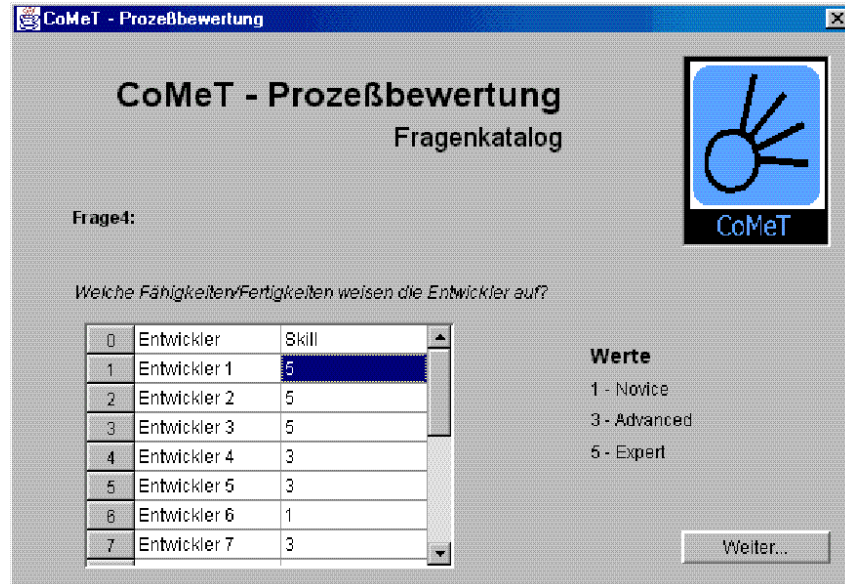 CoMeT - Prozeßbewertung
CoMeT - Prozeßbewertung
Fragenkatalog
CoMeT
Frage4:
Welche Fähigkeiten/Fertigkeiten weisen die Entwickler auf?
0 Entwickler Skill
1 Entwickler 1 5
2 Entwickler 2 5
3 Entwickler 3 5
4 Entwickler 4 3
5 Entwickler 5 3
6 Entwickler 6 1
7 Entwickler 7 3
Werte
1 - Novice
3 - Advanced
5 - Expert
Weiter...